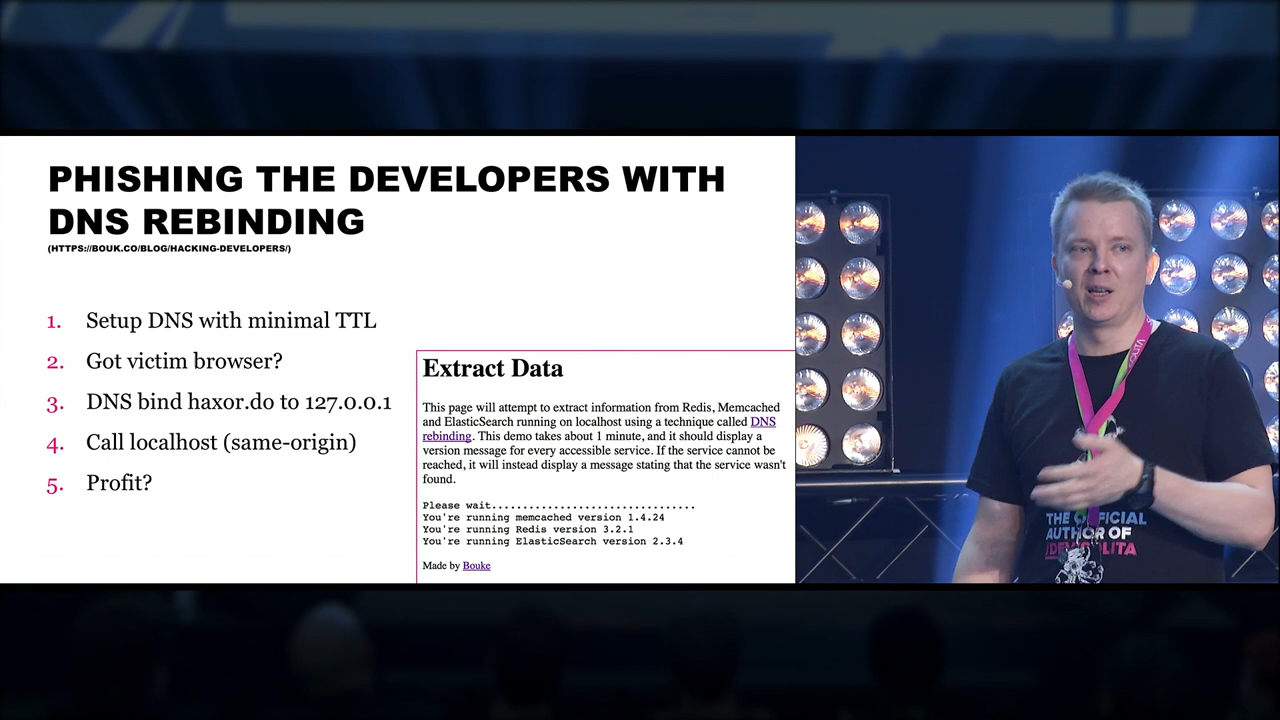 PHISHING THE DEVELOPERS WITH
DNS REBINDING
(HTTPS://BOUK.CO/BLOG/HACKING-DEVELOPERS/)
1. Setup DNS with minimal TTL
2. Got victim browser?
3. DNS bind haxor.do to 127.0.0.1
4. Call localhost (same-origin)
5. Profit?
Extract Data
This page will attempt to extract information from Redis, Memcached
and ElasticSearch running on localhost using a technique called DNS
rebinding. This demo takes about 1 minute, and it should display a
version message for every accessible service. If the service cannot be
reached, it will instead display a message stating that the service wasn't
found.
Please wait.................................
You're running memcached version 1.4.24
You're running Redis version 3.2.1
You're running ElasticSearch version 2.3.4
Made by Bouke
THE OFFICIAL
AUTHOR OF